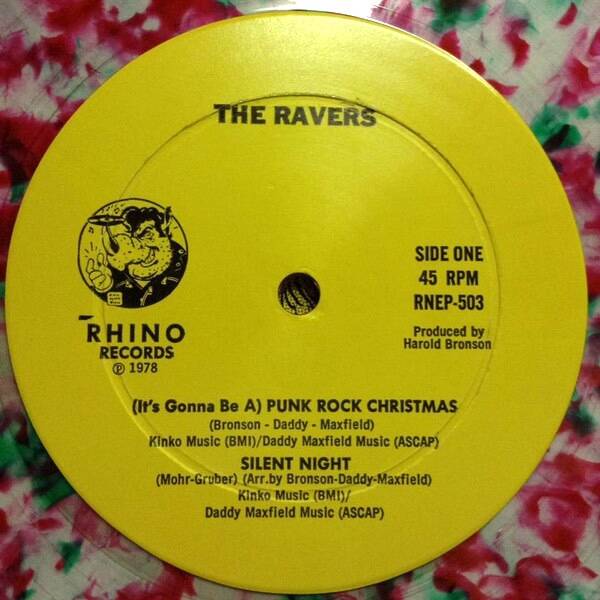 THE RAVERS
RHINO
RECORDS
℗ 1978
SIDE ONE
45 RPM
RNEP-503
Produced by
Harold Bronson
(It's Gonna Be A) PUNK ROCK CHRISTMAS
(Bronson - Daddy - Maxfield)
Kinko Music (BMI)/Daddy Maxfield Music (ASCAP)
SILENT NIGHT
(Mohr-Gruber) (Arr.by Bronson-Daddy-Maxfield)
Kinko Music (BMI)/
Daddy Maxfield Music (ASCAP)